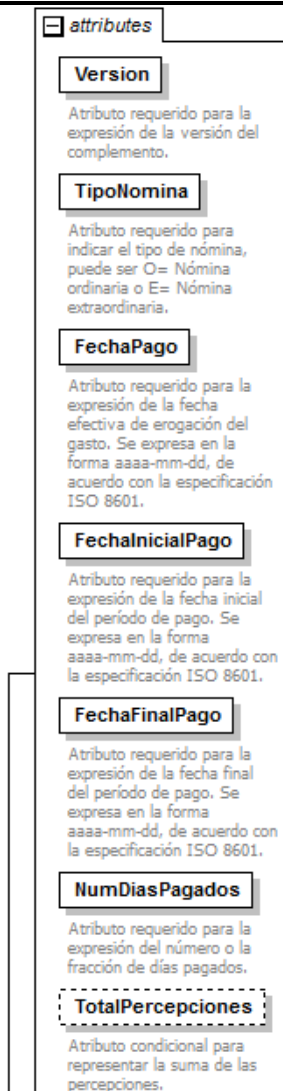 attributes
Version
Atributo requerido para la
expresión de la versión del
complemento.
TipoNomina
Atributo requerido para
indicar el tipo de nómina,
puede ser O= Nómina
ordinaria o E= Nómina
extraordinaria.
FechaPago
Atributo requerido para la
expresión de la fecha
efectiva de erogación del
gasto. Se expresa en la
forma aaaa-mm-dd, de
acuerdo con la especificación
ISO 8601.
FechaInicialPago
Atributo requerido para la
expresión de la fecha inicial
del período de pago. Se
expresa en la forma
aaaa-mm-dd, de acuerdo con
la especificación ISO 8601.
FechaFinalPago
Atributo requerido para la
expresión de la fecha final
del período de pago. Se
expresa en la forma
aaaa-mm-dd, de acuerdo con
la especificación ISO 8601.
NumDiasPagados
Atributo requerido para la
expresión del número o la
fracción de días pagados.
TotalPercepciones
Atributo condicional para
representar la suma de las
percepciones.